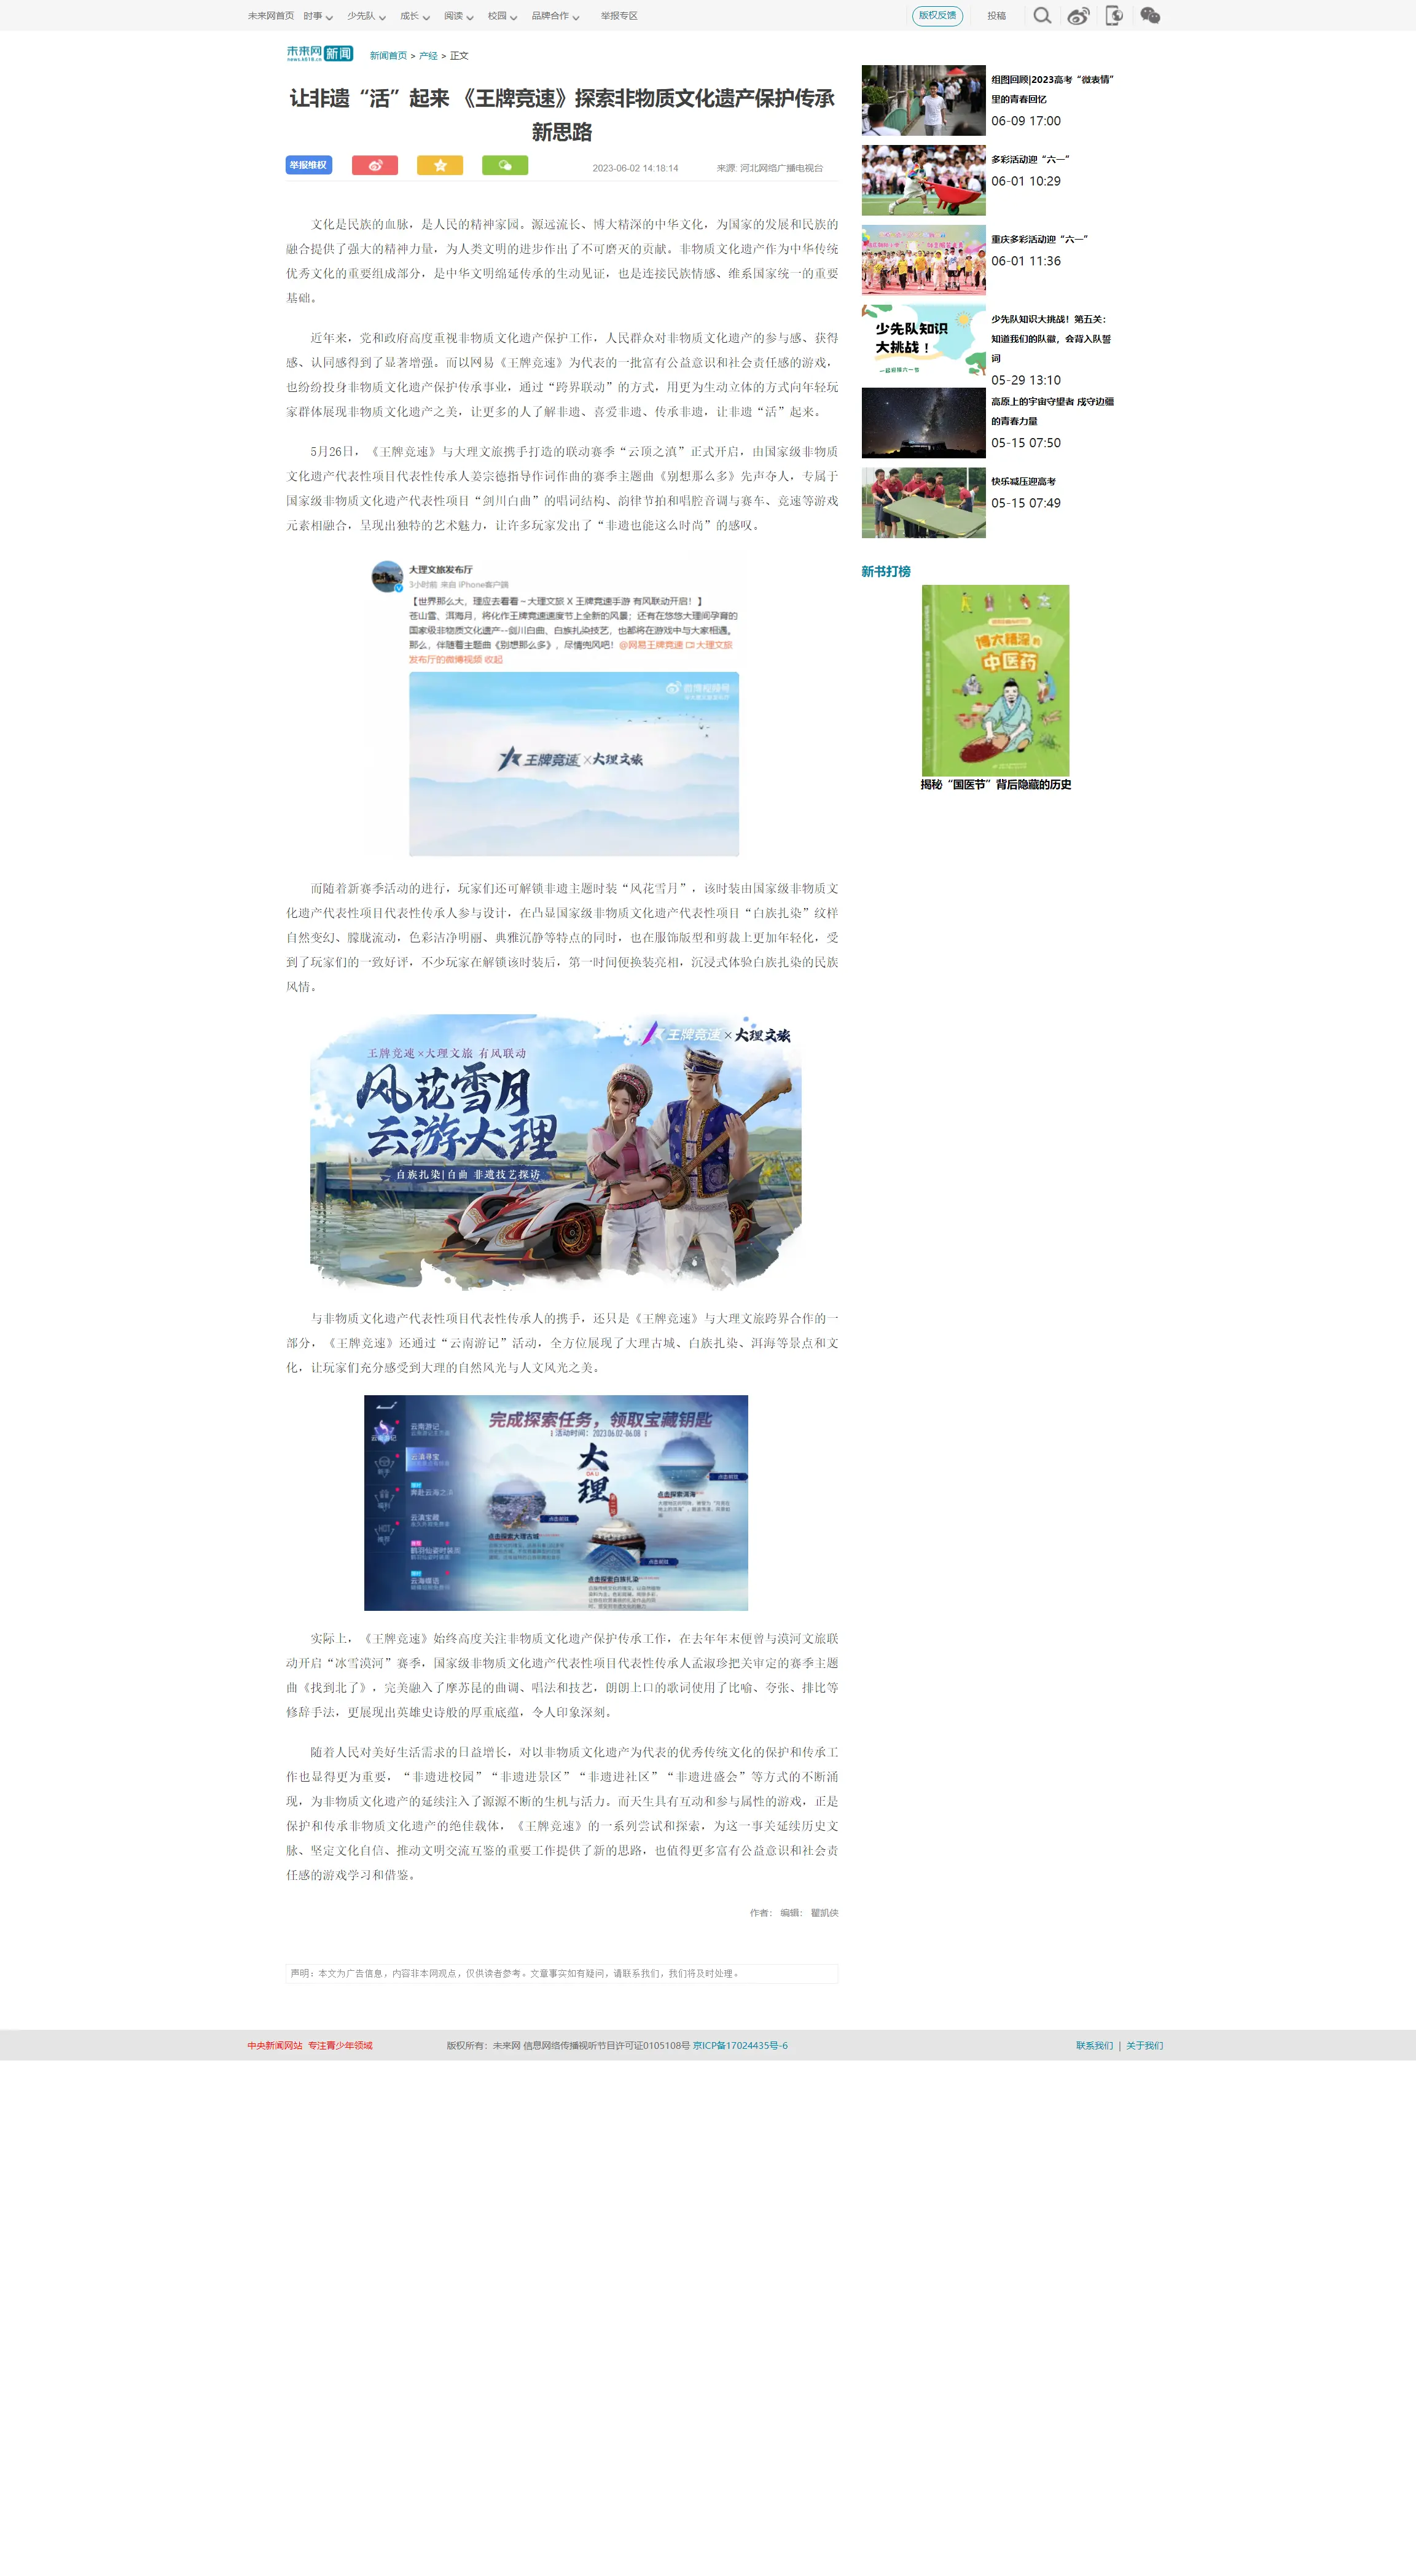 未来网首页 时事 少先队 成长 阅读 校园 品牌合作 举报专区 版权反馈 投稿
未来网 新闻
news.k618.cn
新闻首页 > 产经 > 正文
让非遗“活”起来 《王牌竞速》探索非物质文化遗产保护传承
新思路
举报维权
2023-06-02 14:18:14 来源: 河北网络广播电视台
文化是民族的血脉，是人民的精神家园。源远流长、博大精深的中华文化，为国家的发展和民族的
融合提供了强大的精神力量，为人类文明的进步作出了不可磨灭的贡献。非物质文化遗产作为中华传统
优秀文化的重要组成部分，是中华文明绵延传承的生动见证，也是连接民族情感、维系国家统一的重要
基础。
近年来，党和政府高度重视非物质文化遗产保护工作，人民群众对非物质文化遗产的参与感、获得
感、认同感得到了显著增强。而以网易《王牌竞速》为代表的一批富有公益意识和社会责任感的游戏，
也纷纷投身非物质文化遗产保护传承事业，通过“跨界联动”的方式，用更为生动立体的方式向年轻玩
家群体展现非物质文化遗产之美，让更多的人了解非遗、喜爱非遗、传承非遗，让非遗“活”起来。
5月26日，《王牌竞速》与大理文旅携手打造的联动赛季“云顶之滇”正式开启，由国家级非物质
文化遗产代表性项目代表性传承人姜宗德指导作词作曲的赛季主题曲《别想那么多》先声夺人，专属于
国家级非物质文化遗产代表性项目“剑川白曲”的唱词结构、韵律节拍和唱腔音调与赛车、竞速等游戏
元素相融合，呈现出独特的艺术魅力，让许多玩家发出了“非遗也能这么时尚”的感叹。
大理文旅发布厅
3小时前 来自 iPhone客户端
【世界那么大，理应去看看～大理文旅 X 王牌竞速手游 有风联动开启！】
苍山雪、洱海月，将化作王牌竞速速度节上全新的风景；还有在悠悠大理间孕育的
国家级非物质文化遗产--剑川白曲、白族扎染技艺，也都将在游戏中与大家相遇。
那么，伴随着主题曲《别想那么多》，尽情兜风吧！@网易王牌竞速 大理文旅
发布厅的微博视频 收起
微博视频号
王牌竞速×大理文旅
而随着新赛季活动的进行，玩家们还可解锁非遗主题时装“风花雪月”，该时装由国家级非物质文
化遗产代表性项目代表性传承人参与设计，在凸显国家级非物质文化遗产代表性项目“白族扎染”纹样
自然变幻、朦胧流动，色彩洁净明丽、典雅沉静等特点的同时，也在服饰版型和剪裁上更加年轻化，受
到了玩家们的一致好评，不少玩家在解锁该时装后，第一时间便换装亮相，沉浸式体验白族扎染的民族
风情。
王牌竞速×大理文旅
王牌竞速×大理文旅 有风联动
风花雪月
云游大理
白族扎染|白曲 非遗技艺探访
与非物质文化遗产代表性项目代表性传承人的携手，还只是《王牌竞速》与大理文旅跨界合作的一
部分，《王牌竞速》还通过“云南游记”活动，全方位展现了大理古城、白族扎染、洱海等景点和文
化，让玩家们充分感受到大理的自然风光与人文风光之美。
完成探索任务，领取宝藏钥匙
活动时间：2023.06.02-06.08
云南游记
云南游记
云滇寻宝
奔赴云海之滨
云滇宝藏
鹤羽仙姿时装周
新手
福利
HOT
推荐
大理
DA LI
点击前往
点击探索洱海
点击前往
点击探索大理古城
点击前往
点击探索白族扎染
实际上，《王牌竞速》始终高度关注非物质文化遗产保护传承工作，在去年年末便曾与漠河文旅联
动开启“冰雪漠河”赛季，国家级非物质文化遗产代表性项目代表性传承人孟淑珍把关审定的赛季主题
曲《找到北了》，完美融入了摩苏昆的曲调、唱法和技艺，朗朗上口的歌词使用了比喻、夸张、排比等
修辞手法，更展现出英雄史诗般的厚重底蕴，令人印象深刻。
随着人民对美好生活需求的日益增长，对以非物质文化遗产为代表的优秀传统文化的保护和传承工
作也显得更为重要，“非遗进校园”“非遗进景区”“非遗进社区”“非遗进盛会”等方式的不断涌
现，为非物质文化遗产的延续注入了源源不断的生机与活力。而天生具有互动和参与属性的游戏，正是
保护和传承非物质文化遗产的绝佳载体，《王牌竞速》的一系列尝试和探索，为这一事关延续历史文
脉、坚定文化自信、推动文明交流互鉴的重要工作提供了新的思路，也值得更多富有公益意识和社会责
任感的游戏学习和借鉴。
作者： 编辑： 瞿凯侠
声明：本文为广告信息，内容非本网观点，仅供读者参考。文章事实如有疑问，请联系我们，我们将及时处理。
组图回顾|2023高考“微表情”
里的青春回忆
06-09 17:00
多彩活动迎“六一”
06-01 10:29
重庆多彩活动迎“六一”
06-01 11:36
少先队知识
大挑战！
少先队知识大挑战！第五关：
知道我们的队徽，会背入队誓
词
05-29 13:10
高原上的宇宙守望者 戍守边疆
的青春力量
05-15 07:50
快乐减压迎高考
05-15 07:49
新书打榜
博大精深的
中医药
揭秘“国医节”背后隐藏的历史
中央新闻网站 专注青少年领域 版权所有：未来网 信息网络传播视听节目许可证0105108号 京ICP备17024435号-6 联系我们 | 关于我们